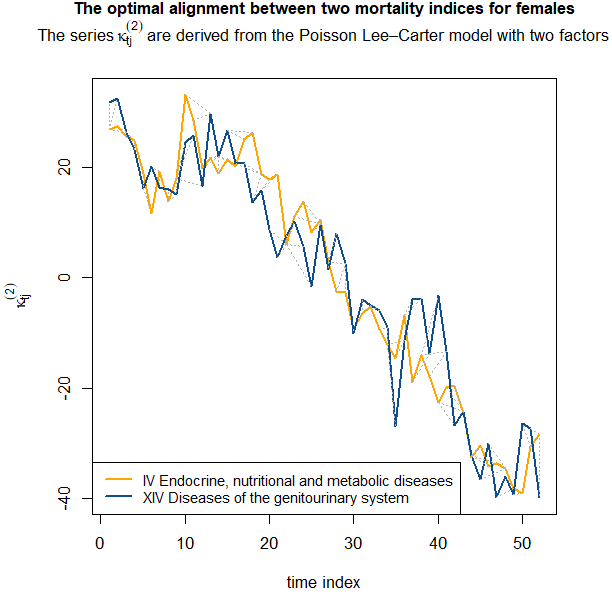 The optimal alignment between two mortality indices for females
The series κ_tj^(2) are derived from the Poisson Lee–Carter model with two factors
κ_tj^(2)
20
0
-20
-40
IV Endocrine, nutritional and metabolic diseases
XIV Diseases of the genitourinary system
0 10 20 30 40 50
time index